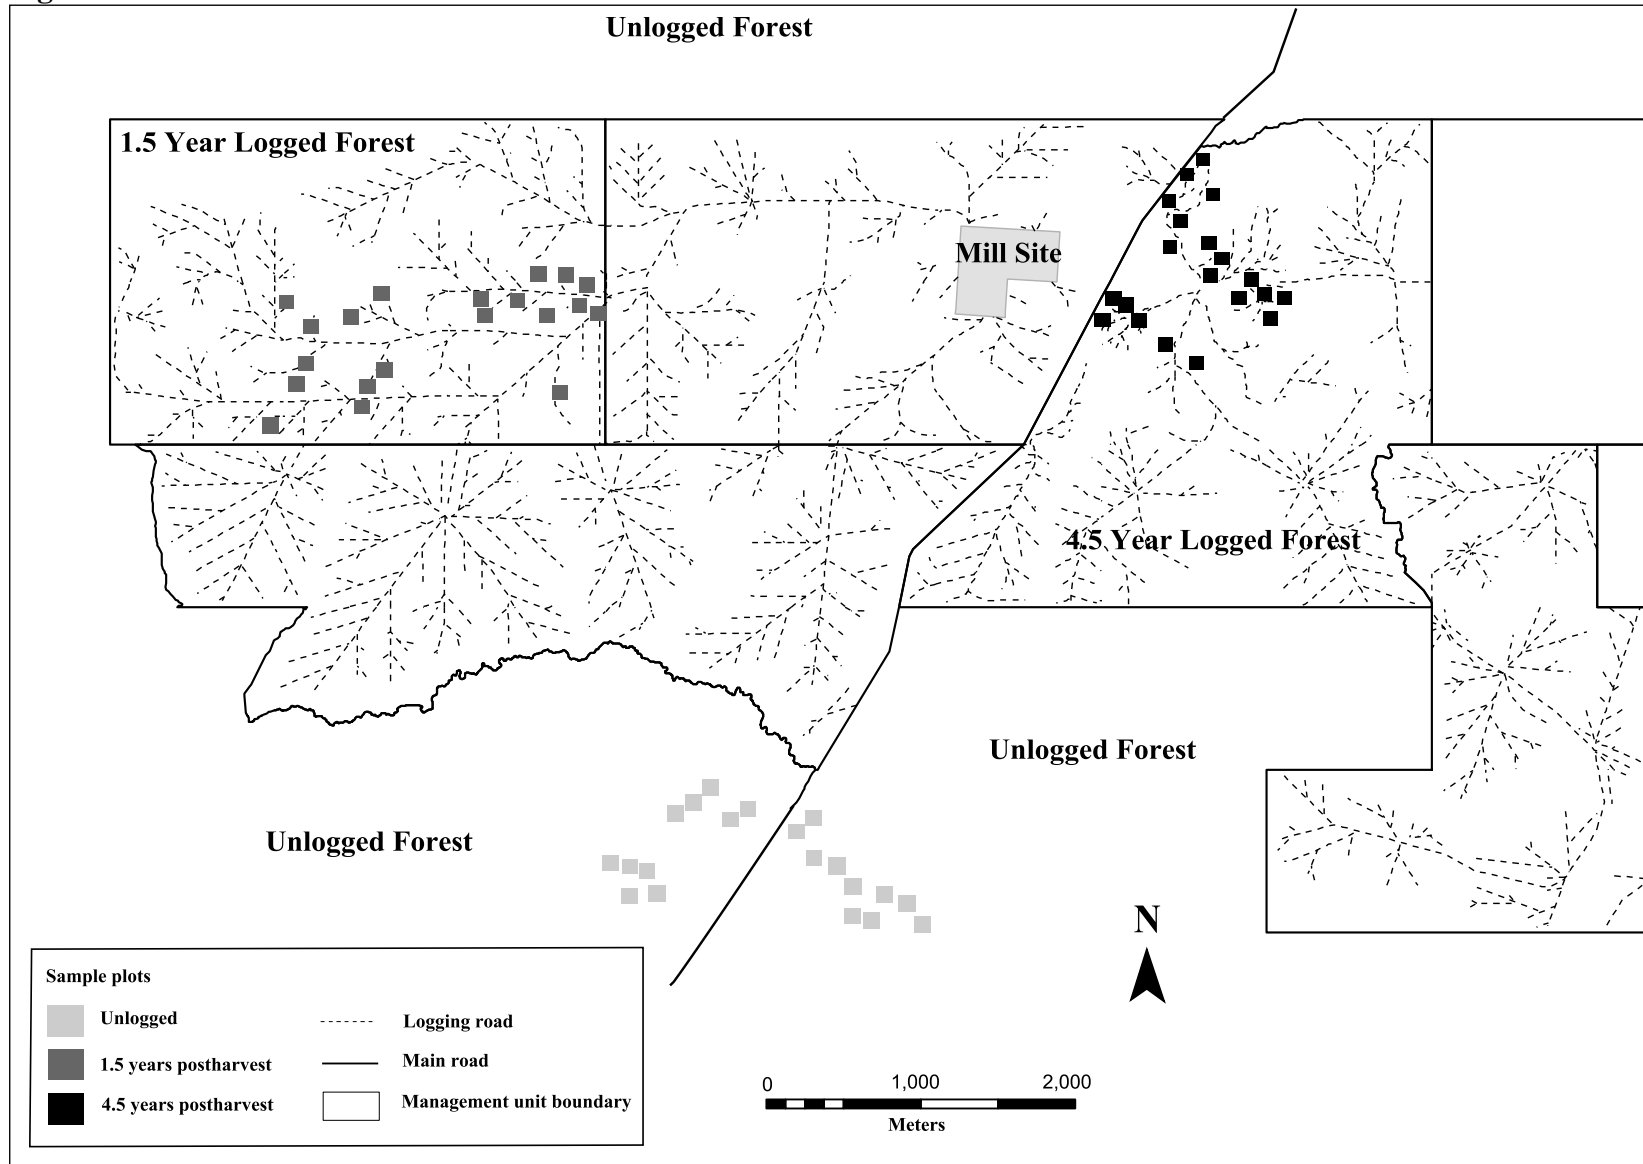 Unlogged Forest
1.5 Year Logged Forest
Mill Site
4.5 Year Logged Forest
Unlogged Forest
Unlogged Forest
N
Sample plots
Unlogged
1.5 years postharvest
4.5 years postharvest
Logging road
Main road
Management unit boundary
0 1,000 2,000
Meters